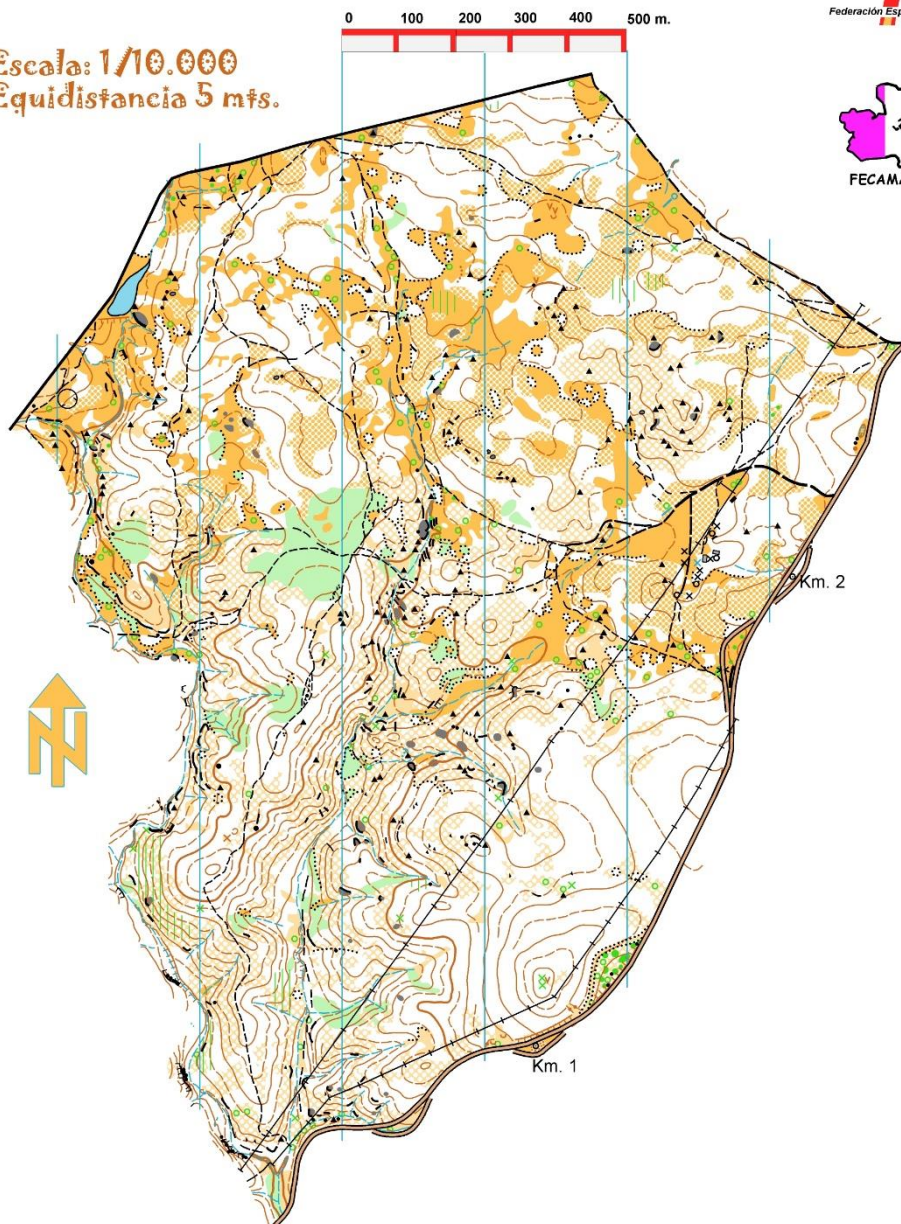 0 100 200 300 400 500 m.
Federación Esp
Escala: 1/10.000
Equidistancia 5 mts.
FECAMA
Km. 2
N
Km. 1